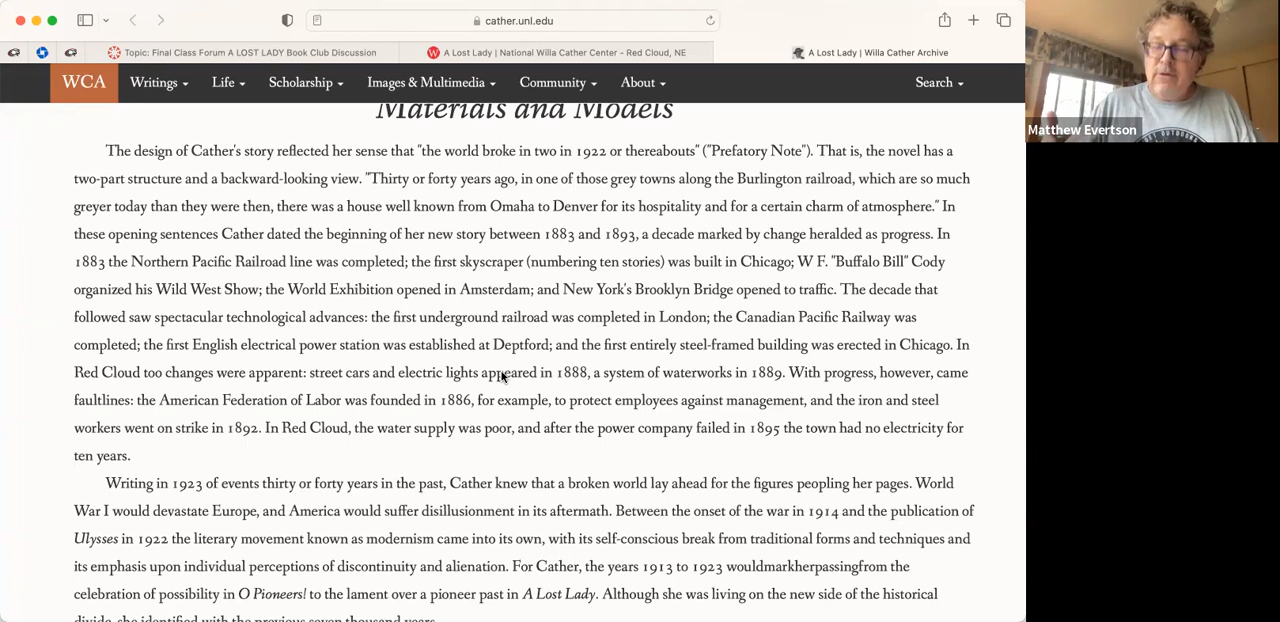 cather.unl.edu
Topic: Final Class Forum A LOST LADY Book Club Discussion
A Lost Lady | National Willa Cather Center - Red Cloud, NE
A Lost Lady | Willa Cather Archive
WCA
Writings
Life
Scholarship
Images & Multimedia
Community
About
Search
Materials and Models
The design of Cather's story reflected her sense that "the world broke in two in 1922 or thereabouts" ("Prefatory Note"). That is, the novel has a
two-part structure and a backward-looking view. "Thirty or forty years ago, in one of those grey towns along the Burlington railroad, which are so much
greyer today than they were then, there was a house well known from Omaha to Denver for its hospitality and for a certain charm of atmosphere." In
these opening sentences Cather dated the beginning of her new story between 1883 and 1893, a decade marked by change heralded as progress. In
1883 the Northern Pacific Railroad line was completed; the first skyscraper (numbering ten stories) was built in Chicago; W F. "Buffalo Bill" Cody
organized his Wild West Show; the World Exhibition opened in Amsterdam; and New York's Brooklyn Bridge opened to traffic. The decade that
followed saw spectacular technological advances: the first underground railroad was completed in London; the Canadian Pacific Railway was
completed; the first English electrical power station was established at Deptford; and the first entirely steel-framed building was erected in Chicago. In
Red Cloud too changes were apparent: street cars and electric lights appeared in 1888, a system of waterworks in 1889. With progress, however, came
faultlines: the American Federation of Labor was founded in 1886, for example, to protect employees against management, and the iron and steel
workers went on strike in 1892. In Red Cloud, the water supply was poor, and after the power company failed in 1895 the town had no electricity for
ten years.
Writing in 1923 of events thirty or forty years in the past, Cather knew that a broken world lay ahead for the figures peopling her pages. World
War I would devastate Europe, and America would suffer disillusionment in its aftermath. Between the onset of the war in 1914 and the publication of
Ulysses in 1922 the literary movement known as modernism came into its own, with its self-conscious break from traditional forms and techniques and
its emphasis upon individual perceptions of discontinuity and alienation. For Cather, the years 1913 to 1923 wouldmarkherpassingfrom the
celebration of possibility in O Pioneers! to the lament over a pioneer past in A Lost Lady. Although she was living on the new side of the historical
divide, she identified with the previous seven thousand years.
Matthew Evertson